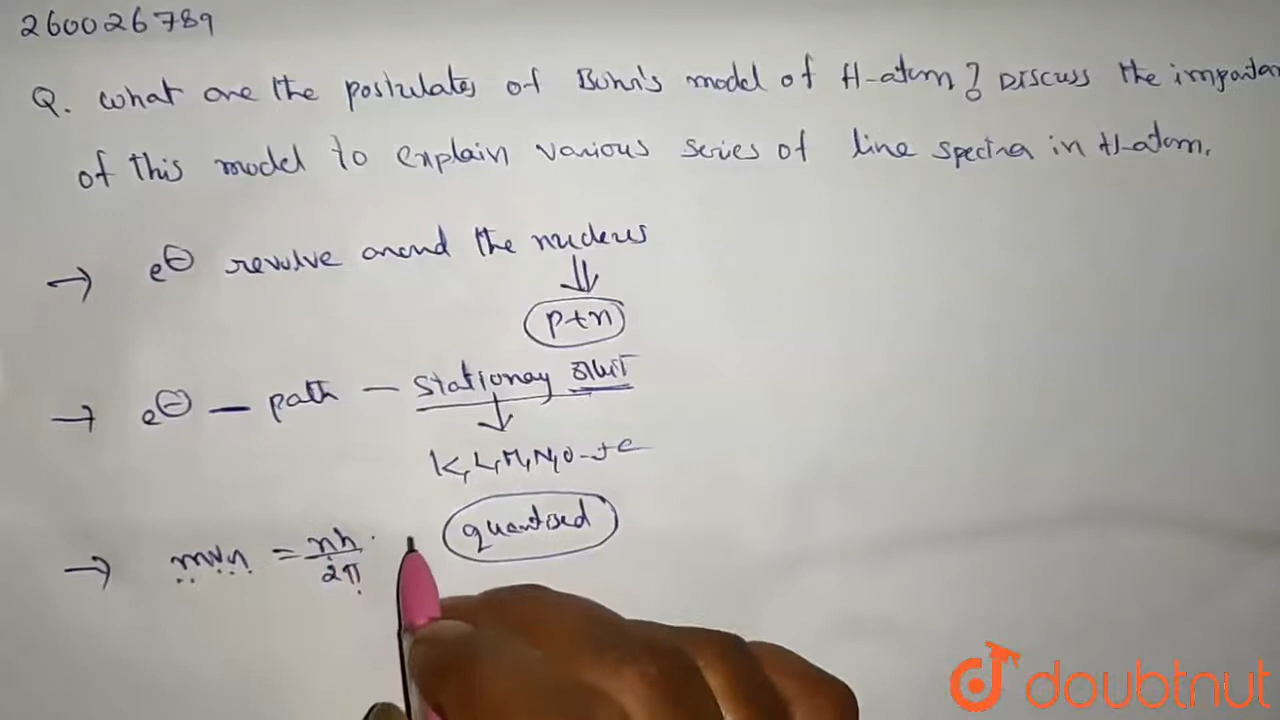 260026789
Q. What are the postulates of Bohr's model of H-atom? Discuss the importan
of this model to explain various series of line spectra in H-atom.
→ e⊖ revolve around the nucleus
⇓
p+n
→ e⊖ — path — stationary orbit
↓
K, L, M, N, O - - etc
quantised
→ mvr = nh/2π
doubtnut